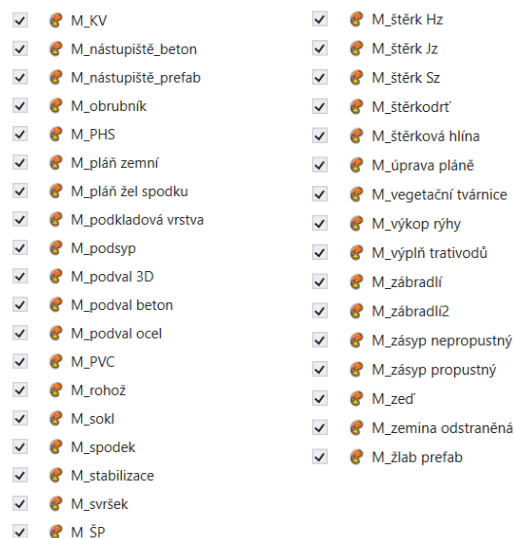 M_KV
M_nástupiště_beton
M_nástupiště_prefab
M_obrubník
M_PHS
M_pláň zemní
M_pláň žel spodku
M_podkladová vrstva
M_podsyp
M_podval 3D
M_podval beton
M_podval ocel
M_PVC
M_rohož
M_sokl
M_spodek
M_stabilizace
M_svršek
M_ŠP
M_štěrk Hz
M_štěrk Jz
M_štěrk Sz
M_štěrkodrť
M_štěrková hlína
M_úprava pláně
M_vegetační tvárnice
M_výkop rýhy
M_výplň trativodů
M_zábradlí
M_zábradlí2
M_zásyp nepropustný
M_zásyp propustný
M_zeď
M_zemina odstraněná
M_žlab prefab